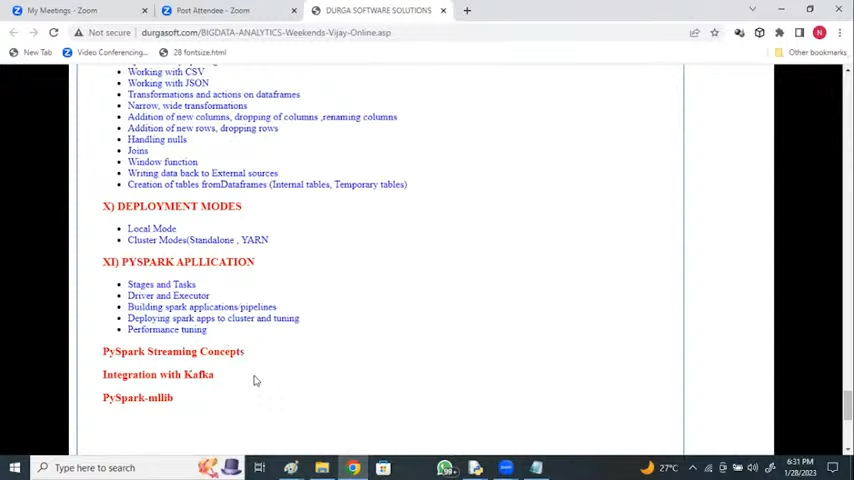 My Meetings - Zoom
Post Attendee - Zoom
DURGA SOFTWARE SOLUTIONS
Not secure | durgasoft.com/BIGDATA-ANALYTICS-Weekends-Vijay-Online.asp
N
New Tab
Video Conferencing...
28 fontsize.html
Other bookmarks
Working with CSV
Working with JSON
Transformations and actions on dataframes
Narrow, wide transformations
Addition of new columns, dropping of columns ,renaming columns
Addition of new rows, dropping rows
Handling nulls
Joins
Window function
Writing data back to External sources
Creation of tables fromDataframes (Internal tables, Temporary tables)
X) DEPLOYMENT MODES
Local Mode
Cluster Modes(Standalone , YARN
XI) PYSPARK APLLICATION
Stages and Tasks
Driver and Executor
Building spark applications/pipelines
Deploying spark apps to cluster and tuning
Performance tuning
PySpark Streaming Concepts
Integration with Kafka
PySpark-mllib
Type here to search
99+
27°C
6:31 PM
1/28/2023